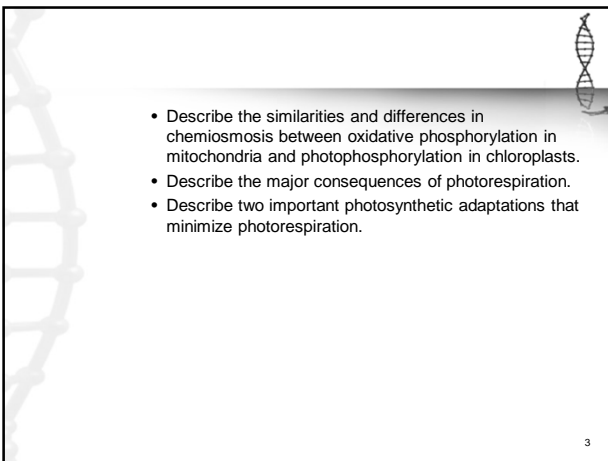 • Describe the similarities and differences in
chemiosmosis between oxidative phosphorylation in
mitochondria and photophosphorylation in chloroplasts.
• Describe the major consequences of photorespiration.
• Describe two important photosynthetic adaptations that
minimize photorespiration.
3